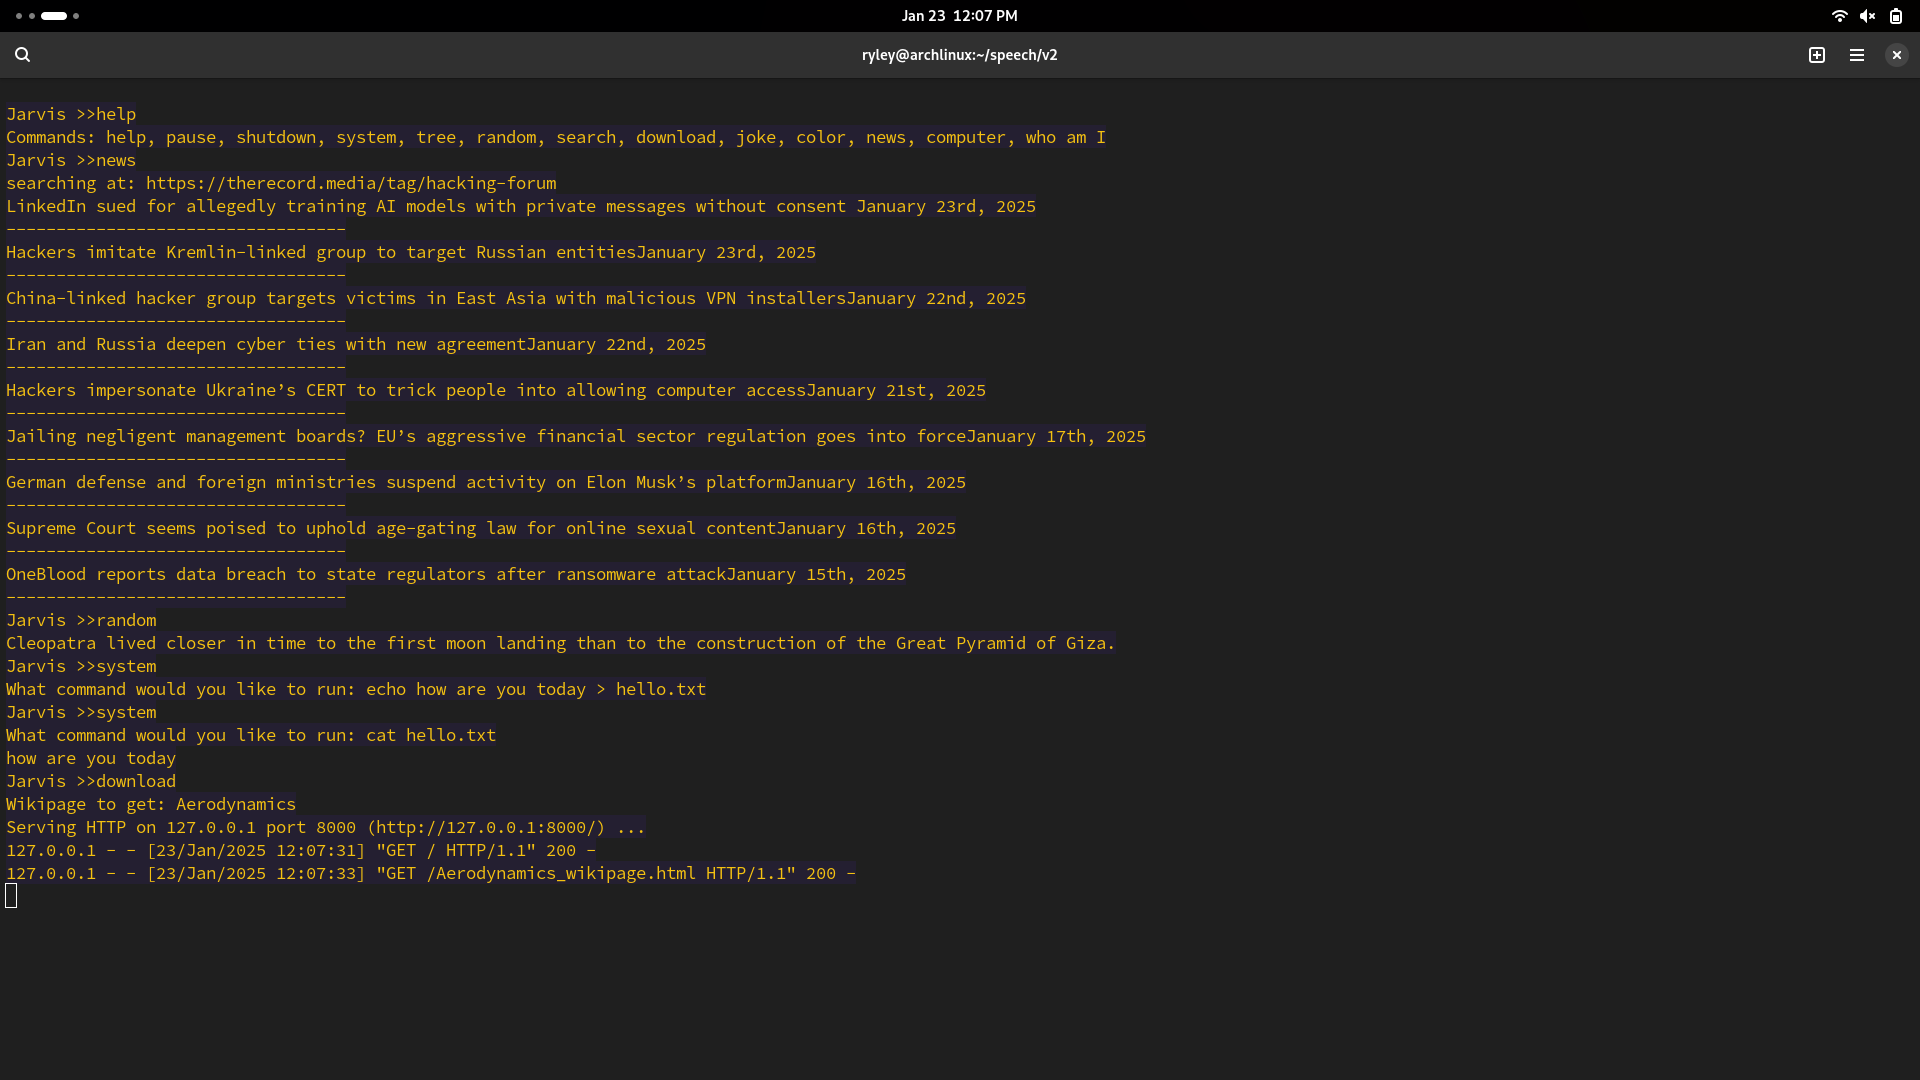 Jan 23 12:07 PM
ryley@archlinux:~/speech/v2
Jarvis >>help
Commands: help, pause, shutdown, system, tree, random, search, download, joke, color, news, computer, who am I
Jarvis >>news
searching at: https://therecord.media/tag/hacking-forum
LinkedIn sued for allegedly training AI models with private messages without consent January 23rd, 2025
----------------------------------
Hackers imitate Kremlin-linked group to target Russian entitiesJanuary 23rd, 2025
----------------------------------
China-linked hacker group targets victims in East Asia with malicious VPN installersJanuary 22nd, 2025
----------------------------------
Iran and Russia deepen cyber ties with new agreementJanuary 22nd, 2025
----------------------------------
Hackers impersonate Ukraine’s CERT to trick people into allowing computer accessJanuary 21st, 2025
----------------------------------
Jailing negligent management boards? EU’s aggressive financial sector regulation goes into forceJanuary 17th, 2025
----------------------------------
German defense and foreign ministries suspend activity on Elon Musk’s platformJanuary 16th, 2025
----------------------------------
Supreme Court seems poised to uphold age-gating law for online sexual contentJanuary 16th, 2025
----------------------------------
OneBlood reports data breach to state regulators after ransomware attackJanuary 15th, 2025
----------------------------------
Jarvis >>random
Cleopatra lived closer in time to the first moon landing than to the construction of the Great Pyramid of Giza.
Jarvis >>system
What command would you like to run: echo how are you today > hello.txt
Jarvis >>system
What command would you like to run: cat hello.txt
how are you today
Jarvis >>download
Wikipage to get: Aerodynamics
Serving HTTP on 127.0.0.1 port 8000 (http://127.0.0.1:8000/) ...
127.0.0.1 - - [23/Jan/2025 12:07:31] "GET / HTTP/1.1" 200 -
127.0.0.1 - - [23/Jan/2025 12:07:33] "GET /Aerodynamics_wikipage.html HTTP/1.1" 200 -